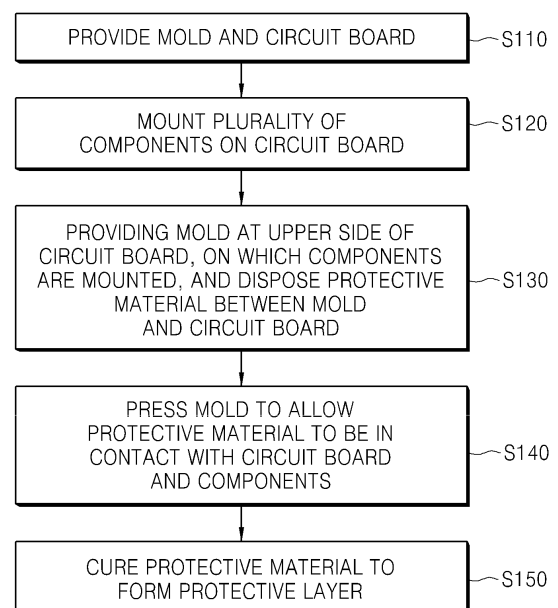 PROVIDE MOLD AND CIRCUIT BOARD
S110
MOUNT PLURALITY OF
COMPONENTS ON CIRCUIT BOARD
S120
PROVIDING MOLD AT UPPER SIDE OF
CIRCUIT BOARD, ON WHICH COMPONENTS
ARE MOUNTED, AND DISPOSE PROTECTIVE
MATERIAL BETWEEN MOLD
AND CIRCUIT BOARD
S130
PRESS MOLD TO ALLOW
PROTECTIVE MATERIAL TO BE IN
CONTACT WITH CIRCUIT BOARD
AND COMPONENTS
S140
CURE PROTECTIVE MATERIAL TO
FORM PROTECTIVE LAYER
S150